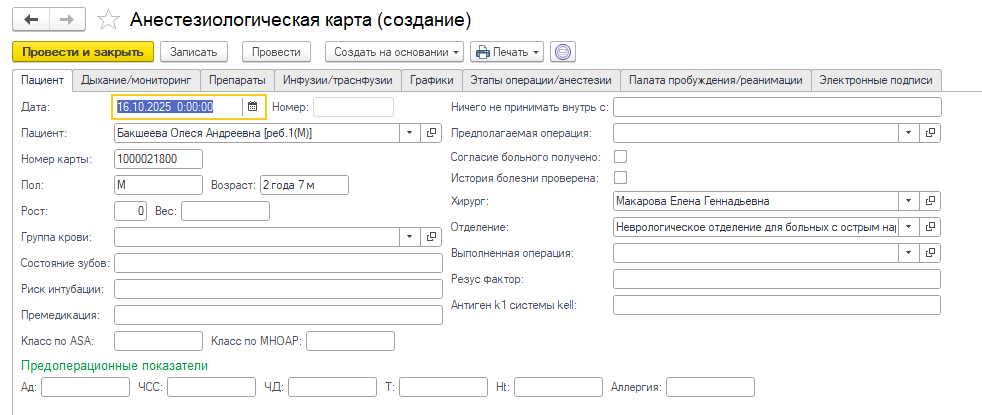 Анестезиологическая карта (создание)
Провести и закрыть Записать Провести Создать на основании Печать
Пациент Дыхание/мониторинг Препараты Инфузии/траснфузии Графики Этапы операции/анестезии Палата пробуждения/реанимации Электронные подписи
Дата: 16.10.2025 0:00:00 Номер: Ничего не принимать внутрь с:
Пациент: Бакшеева Олеся Андреевна [реб.1(М)] Предполагаемая операция:
Номер карты: 1000021800 Согласие больного получено:
Пол: М Возраст: 2 года 7 м История болезни проверена:
Рост: 0 Вес: Хирург: Макарова Елена Геннадьевна
Группа крови: Отделение: Неврологическое отделение для больных с острым нар
Состояние зубов: Выполненная операция:
Риск интубации: Резус фактор:
Премедикация: Антиген k1 системы kell:
Класс по ASA: Класс по МНОАР:
Предоперационные показатели
Ад: ЧСС: ЧД: Т: Ht: Аллергия: